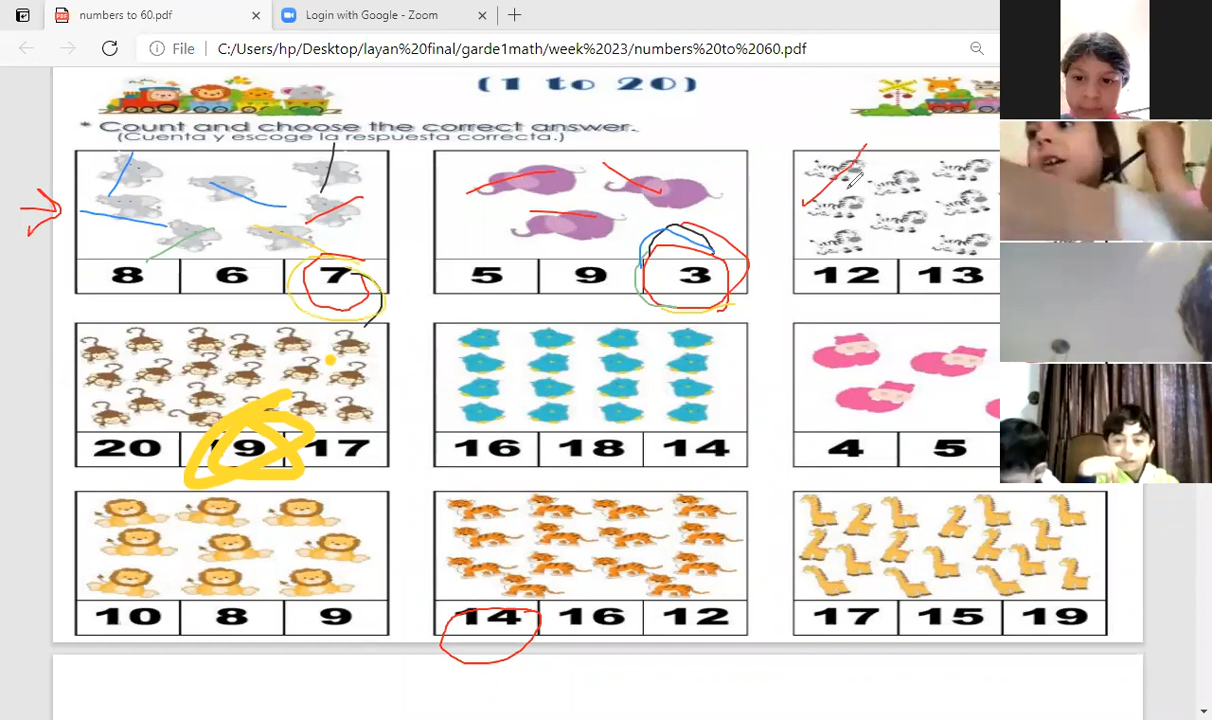 numbers to 60.pdf
Login with Google - Zoom
File C:/Users/hp/Desktop/layan%20final/garde1math/week%2023/numbers%20to%2060.pdf
(1 to 20)
* Count and choose the correct answer.
(Cuenta y escoge la respuesta correcta.)
8 6 7 5 9 3 12 13
20 19 17 16 18 14 4 5
10 8 9 14 16 12 17 15 19